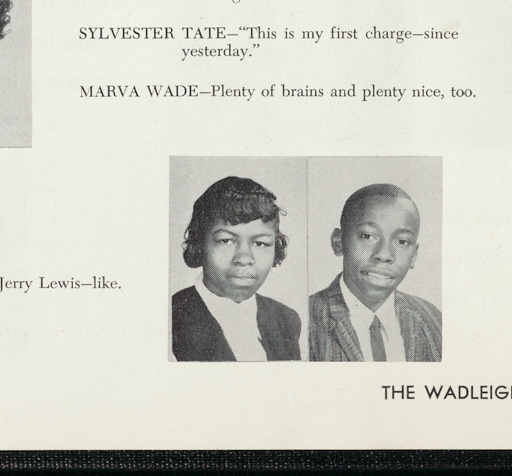 SYLVESTER TATE—“This is my first charge—since
yesterday.”
MARVA WADE—Plenty of brains and plenty nice, too.
Jerry Lewis—like.
THE WADLEIG